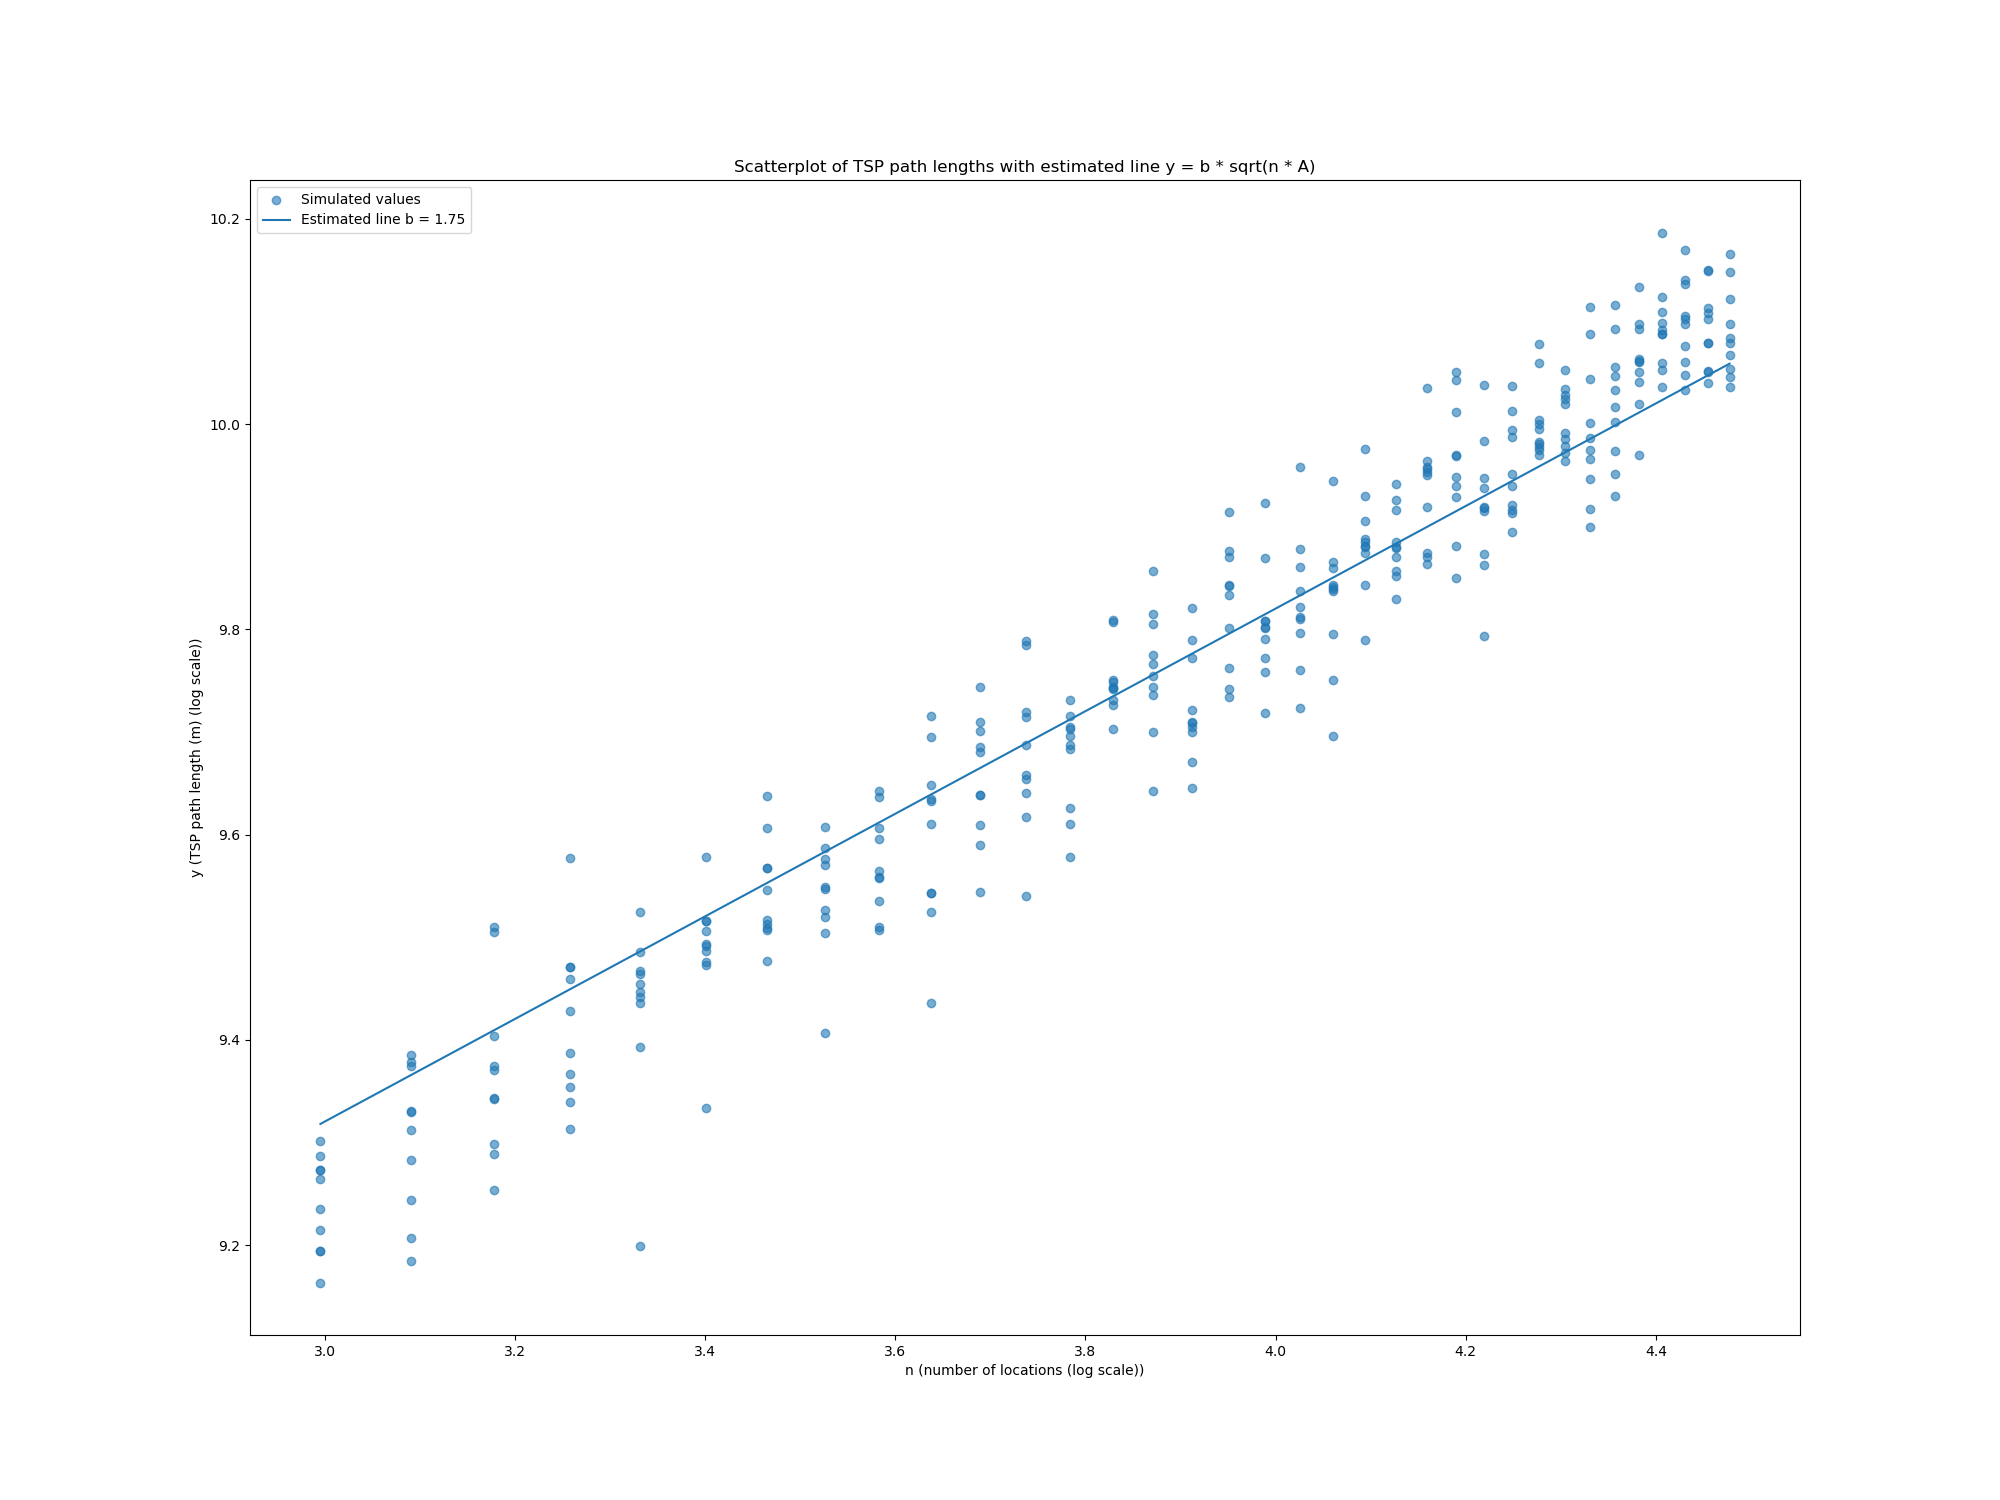 Scatterplot of TSP path lengths with estimated line y = b * sqrt(n * A)
Simulated values
Estimated line b = 1.75
10.2
10.0
9.8
9.6
9.4
9.2
y (TSP path length (m) (log scale))
3.0 3.2 3.4 3.6 3.8 4.0 4.2 4.4
n (number of locations (log scale))